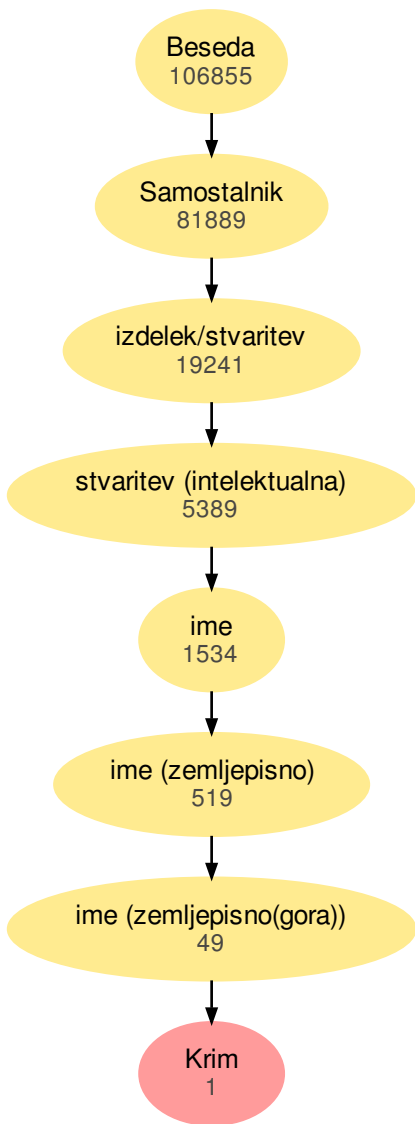 Beseda
106855
Samostalnik
81889
izdelek/stvaritev
19241
stvaritev (intelektualna)
5389
ime
1534
ime (zemljepisno)
519
ime (zemljepisno(gora))
49
Krim
1